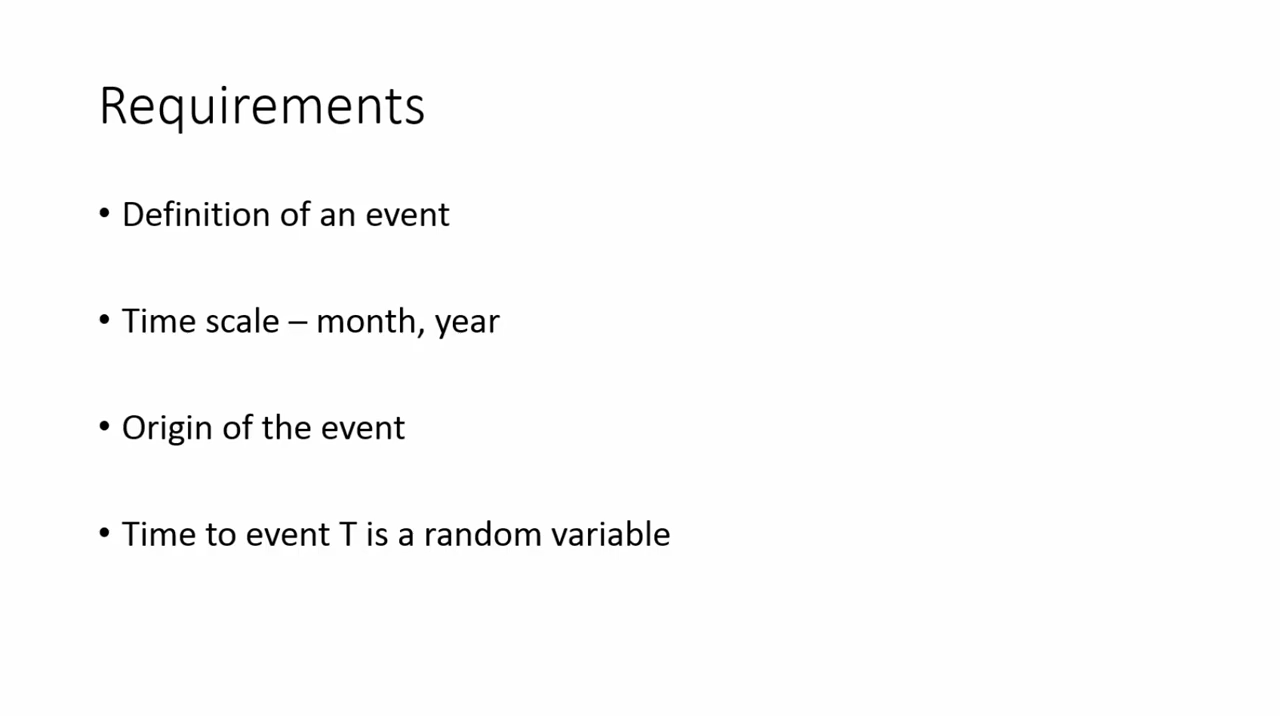 Requirements
• Definition of an event
• Time scale – month, year
• Origin of the event
• Time to event T is a random variable